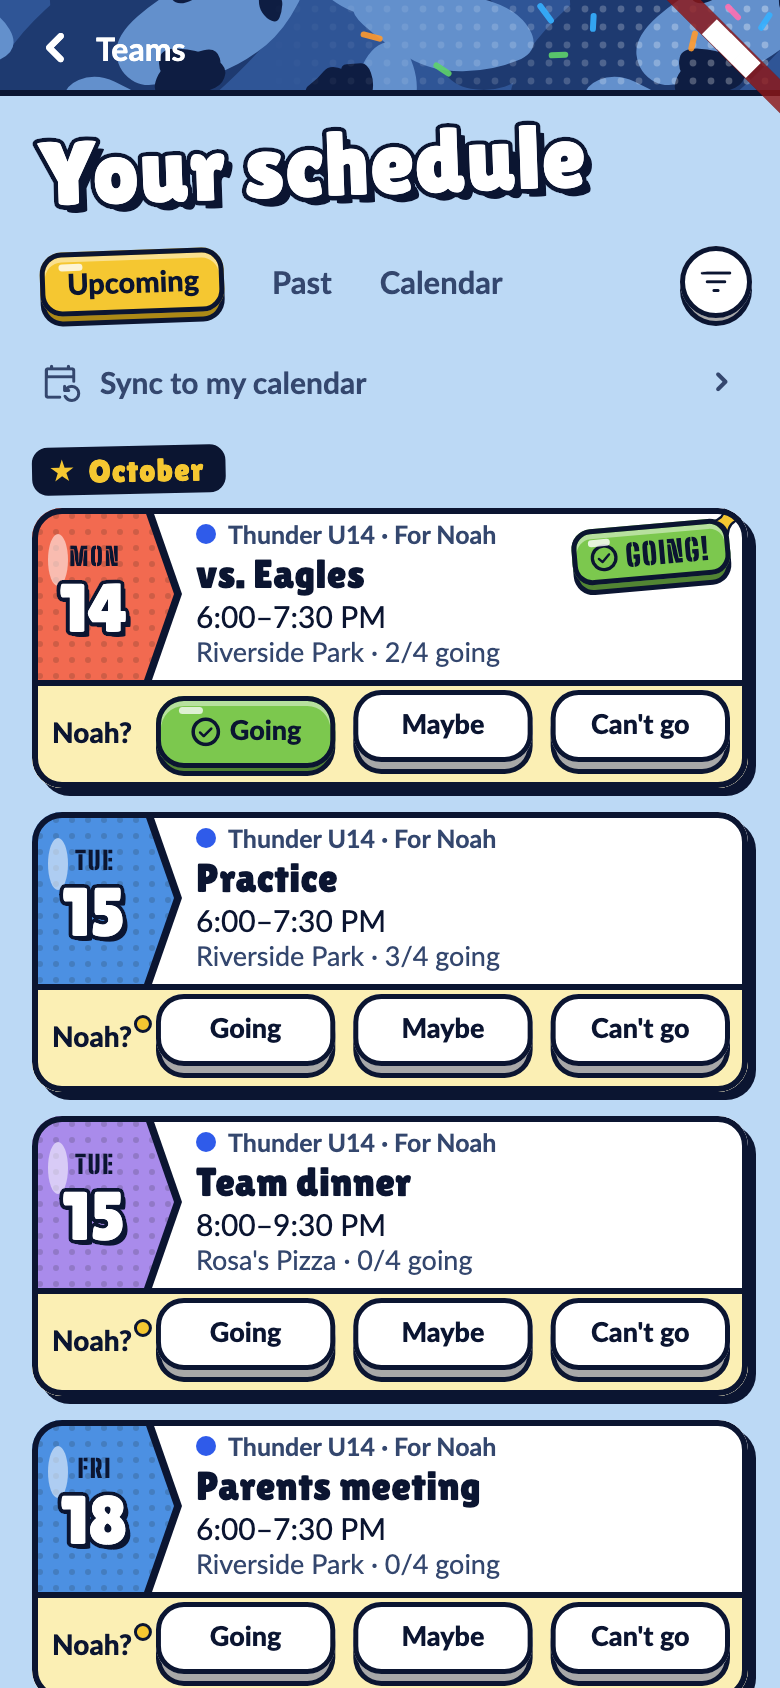 Teams
Your schedule
Upcoming
Past
Calendar
Sync to my calendar
★ October
MON
14
Thunder U14 · For Noah
vs. Eagles
6:00–7:30 PM
Riverside Park · 2/4 going
GOING!
Noah?
Going
Maybe
Can't go
TUE
15
Thunder U14 · For Noah
Practice
6:00–7:30 PM
Riverside Park · 3/4 going
Noah?
Going
Maybe
Can't go
TUE
15
Thunder U14 · For Noah
Team dinner
8:00–9:30 PM
Rosa's Pizza · 0/4 going
Noah?
Going
Maybe
Can't go
FRI
18
Thunder U14 · For Noah
Parents meeting
6:00–7:30 PM
Riverside Park · 0/4 going
Noah?
Going
Maybe
Can't go